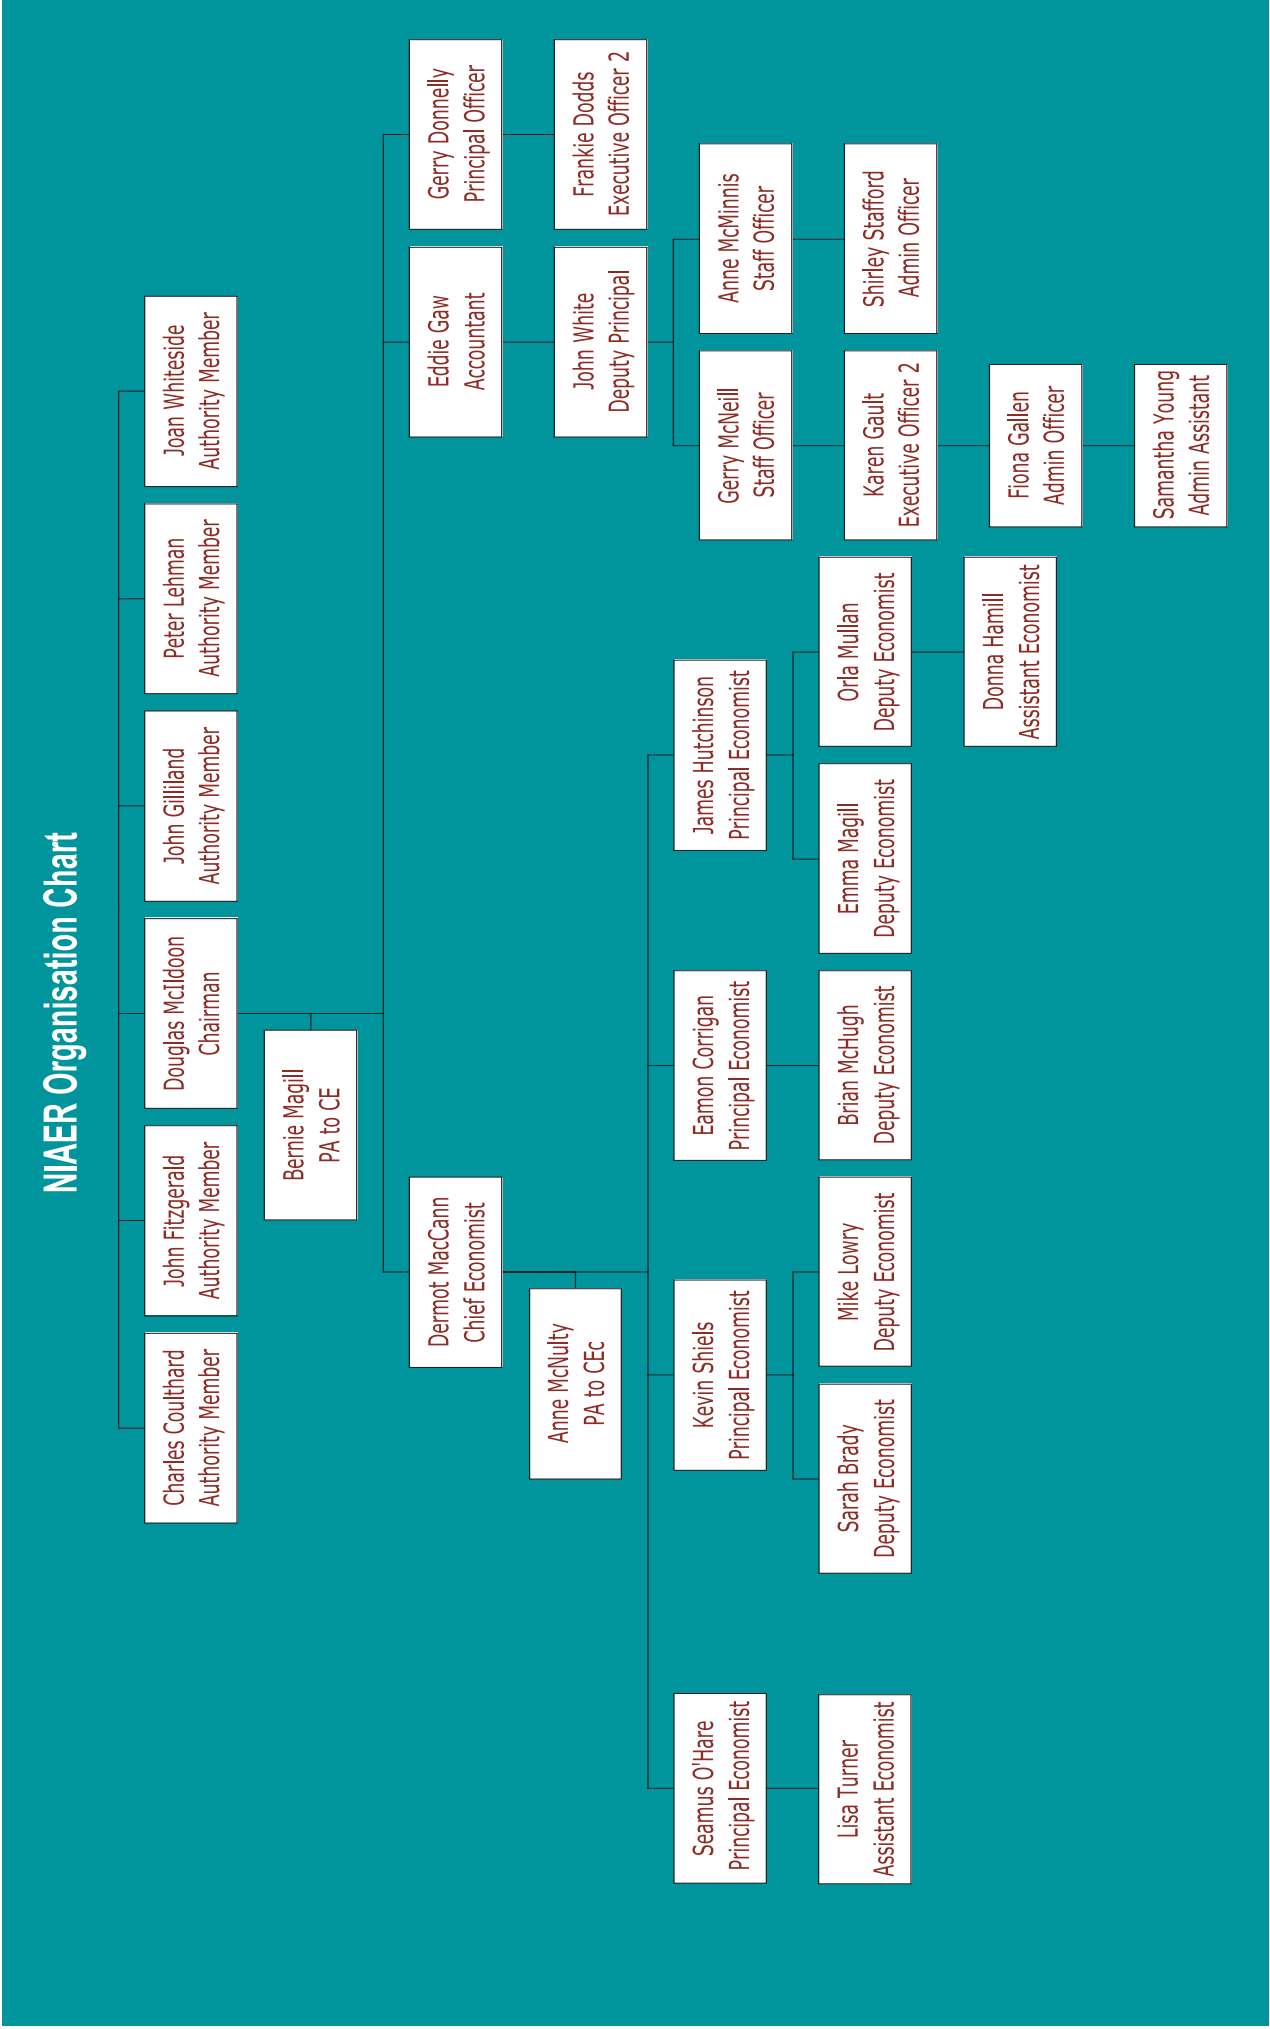 NIAER Organisation Chart
Charles Coulthard
Authority Member
John Fitzgerald
Authority Member
Douglas McIldoon
Chairman
John Gilliland
Authority Member
Peter Lehman
Authority Member
Joan Whiteside
Authority Member
Bernie Magill
PA to CE
Dermot MacCann
Chief Economist
Eddie Gaw
Accountant
Gerry Donnelly
Principal Officer
Anne McNulty
PA to CEc
John White
Deputy Principal
Frankie Dodds
Executive Officer 2
Seamus O'Hare
Principal Economist
Kevin Shiels
Principal Economist
Eamon Corrigan
Principal Economist
James Hutchinson
Principal Economist
Gerry McNeill
Staff Officer
Anne McMinnis
Staff Officer
Lisa Turner
Assistant Economist
Sarah Brady
Deputy Economist
Mike Lowry
Deputy Economist
Brian McHugh
Deputy Economist
Emma Magill
Deputy Economist
Orla Mullan
Deputy Economist
Karen Gault
Executive Officer 2
Shirley Stafford
Admin Officer
Donna Hamill
Assistant Economist
Fiona Gallen
Admin Officer
Samantha Young
Admin Assistant